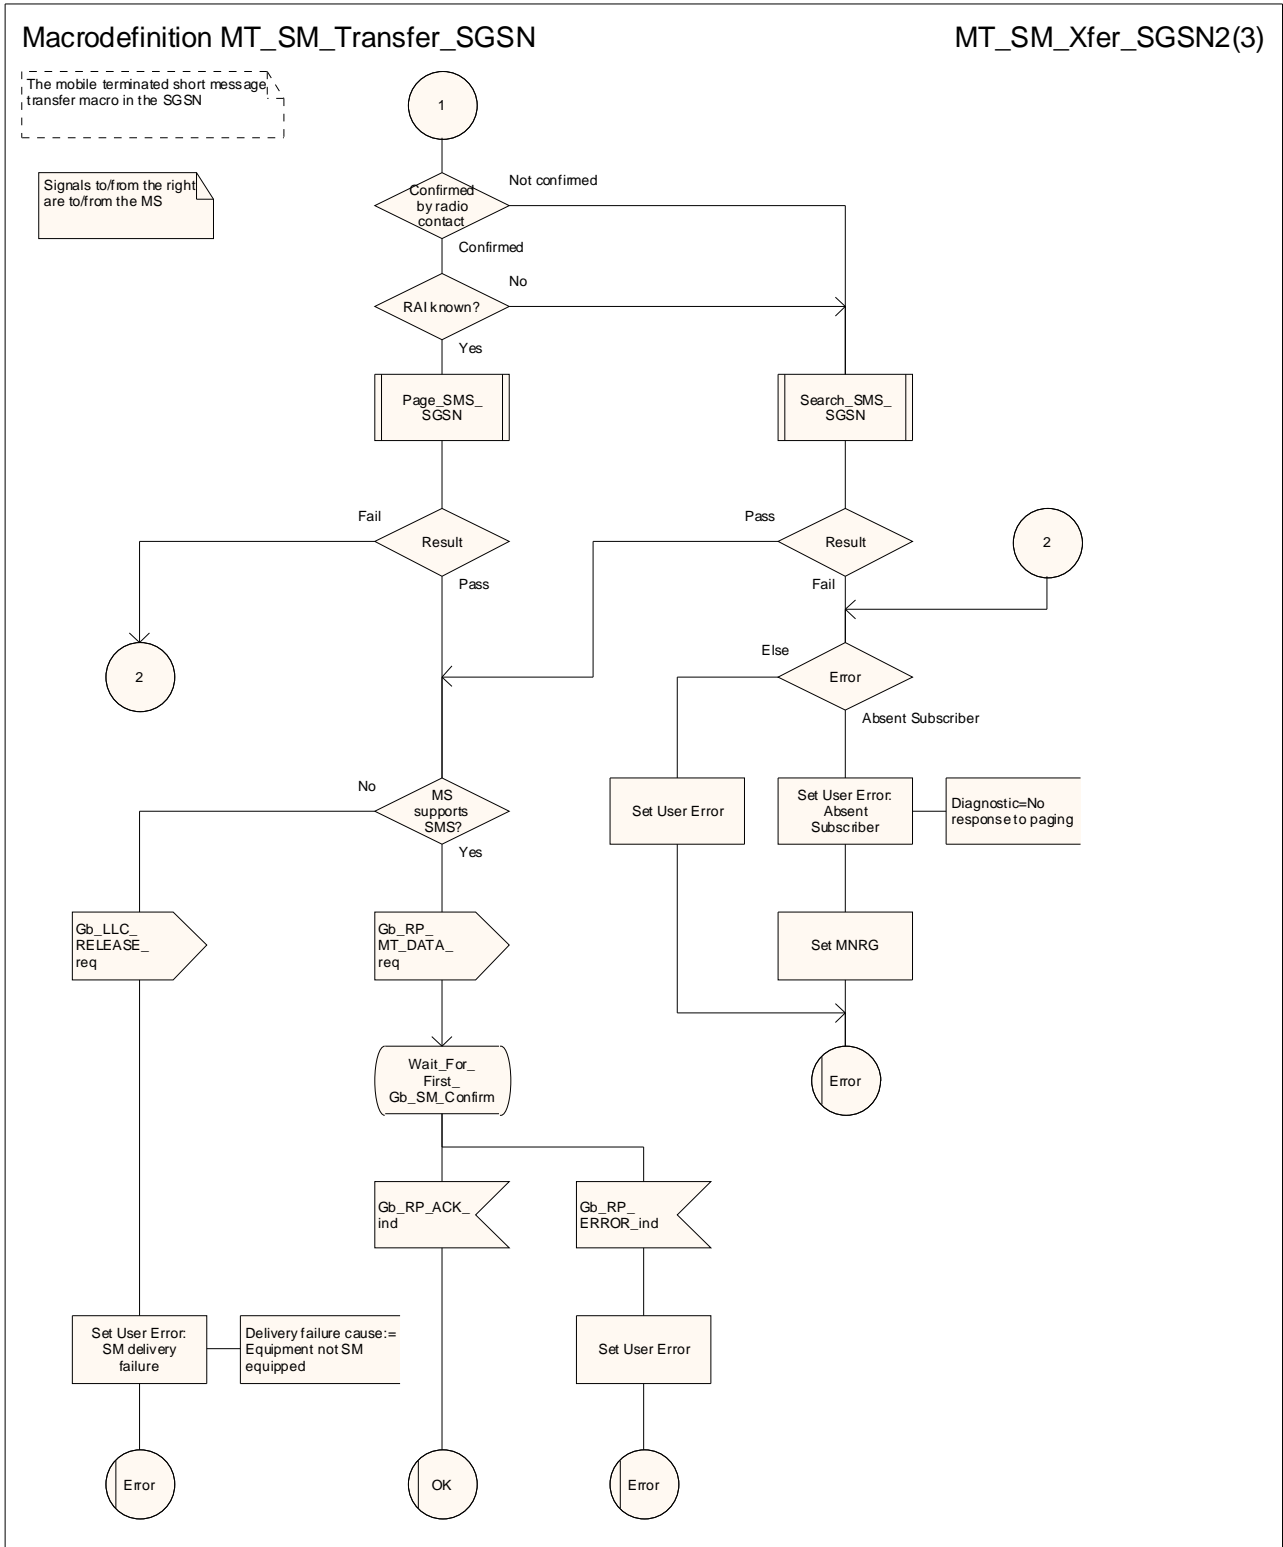 Macrodefinition MT_SM_Transfer_SGSN
MT_SM_Xfer_SGSN2(3)
The mobile terminated short message
transfer macro in the SGSN
1
Signals to/from the right
are to/from the MS
Not confirmed
Confirmed
by radio
contact
Confirmed
No
RAI known?
Yes
Page_SMS_
SGSN
Search_SMS_
SGSN
Fail
Result
Pass
Pass
Result
Fail
2
2
Else
Error
Absent Subscriber
No
MS
supports
SMS?
Yes
Set User Error
Set User Error:
Absent
Subscriber
Diagnostic=No
response to paging
Gb_LLC_
RELEASE_
req
Gb_RP_
MT_DATA_
req
Set MNRG
Wait_For_
First_
Gb_SM_Confirm
Error
Gb_RP_ACK_
ind
Gb_RP_
ERROR_ind
Set User Error:
SM delivery
failure
Delivery failure cause:=
Equipment not SM
equipped
Set User Error
Error
OK
Error